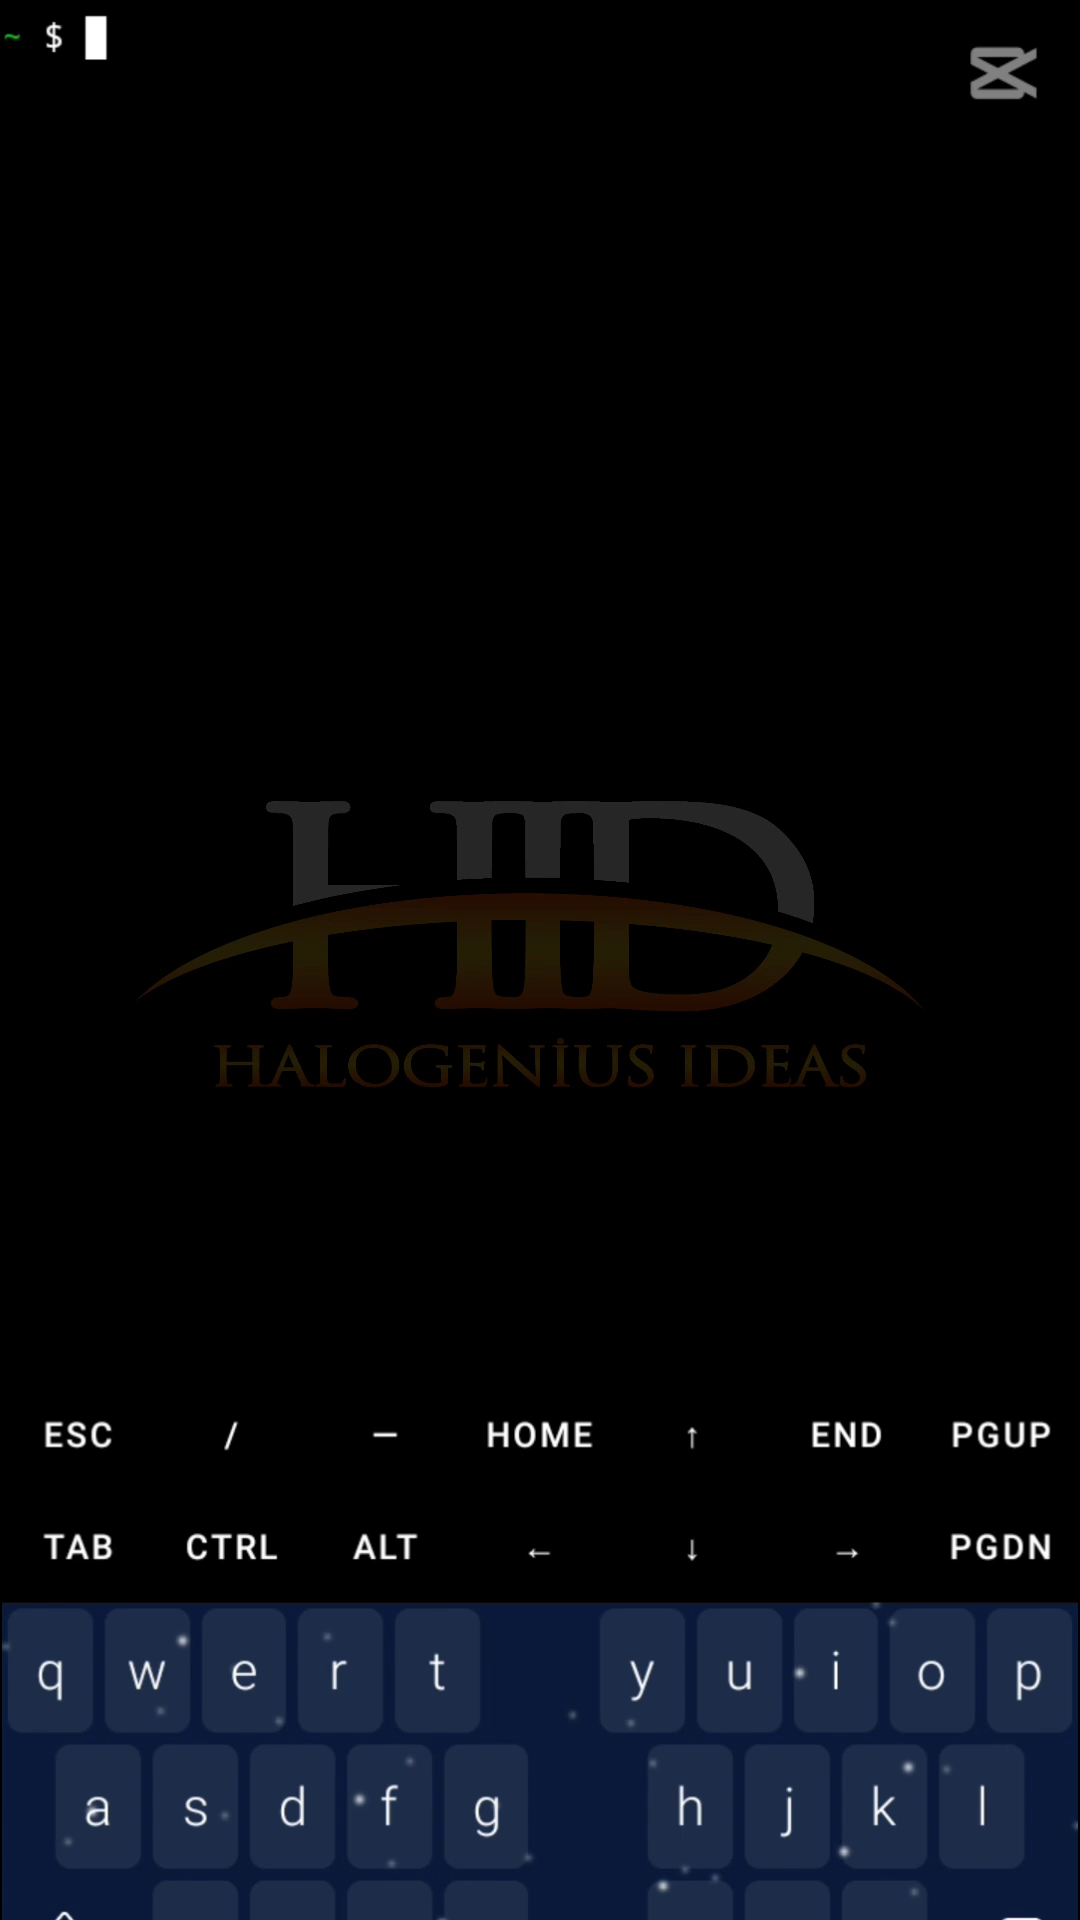 ~ $
HID
HALOGENİUS IDEAS
ESC / — HOME ↑ END PGUP
TAB CTRL ALT ← ↓ → PGDN
q w e r t y u i o p
a s d f g h j k l